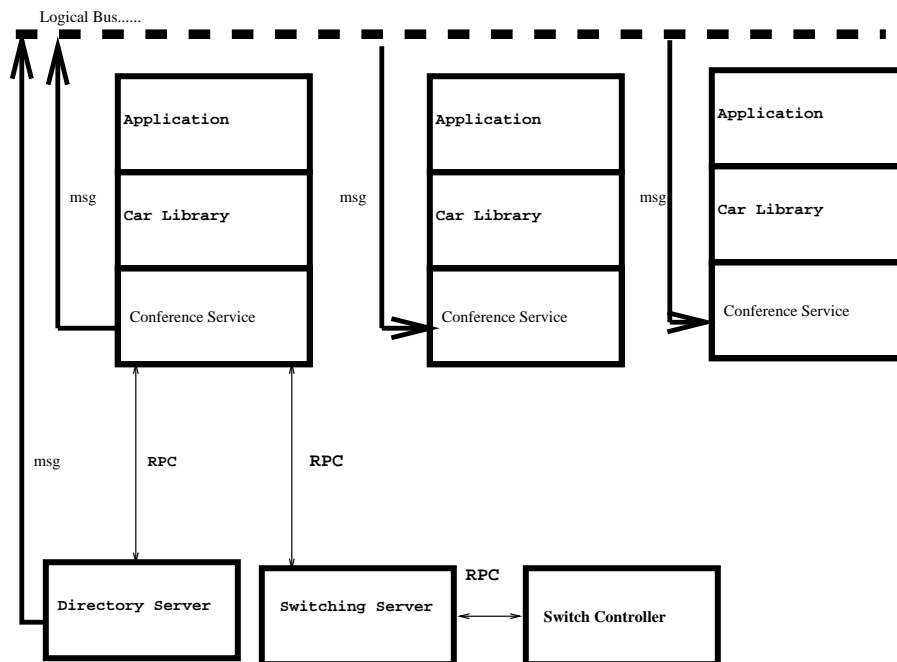 Logical Bus......
Application
Application
Application
msg
Car Library
msg
Car Library
msg
Car Library
Conference Service
Conference Service
Conference Service
msg
RPC
RPC
Directory Server
Switching Server
RPC
Switch Controller